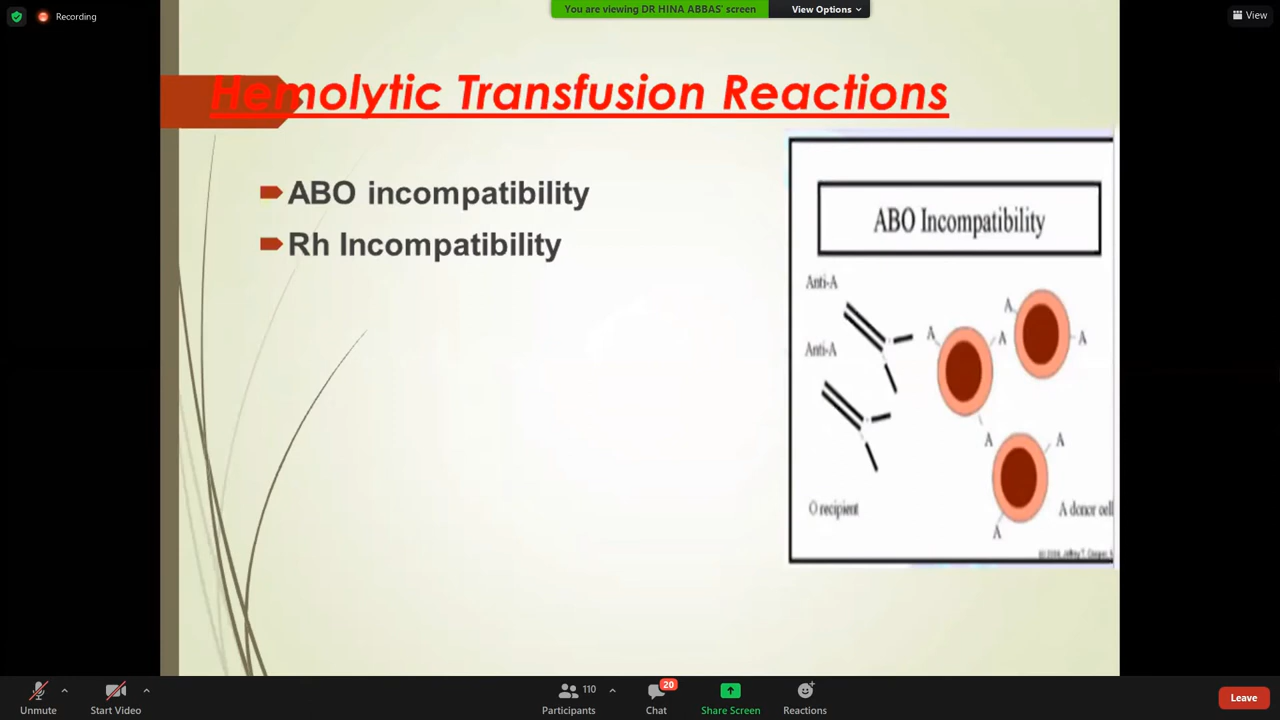 Recording
You are viewing DR HINA ABBAS' screen
View Options
View
Hemolytic Transfusion Reactions
ABO incompatibility
Rh Incompatibility
ABO Incompatibility
Anti-A
A
A
A
A
Anti-A
A
A
A
O recipient
A donor cell
Unmute
Start Video
110
Participants
20
Chat
Share Screen
Reactions
Leave